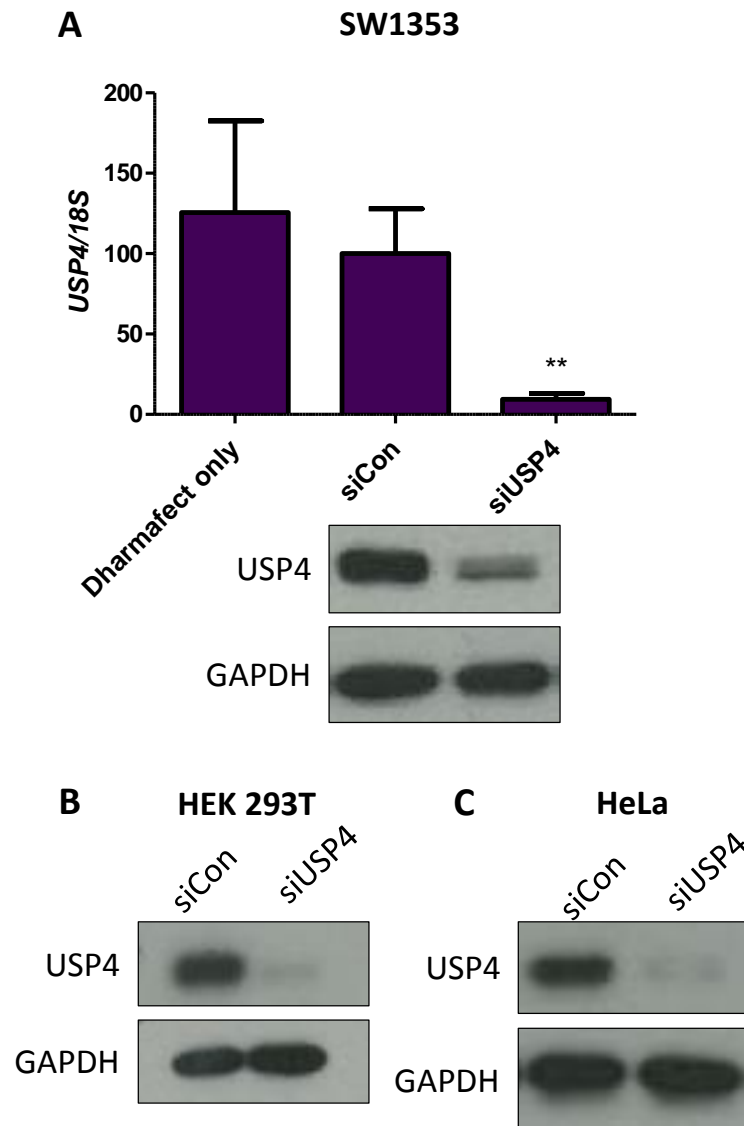 A SW1353
200
150
100
50
0
USP4/18S
**
Dharmafect only
siCon
siUSP4
USP4
GAPDH
B HEK 293T
siCon siUSP4
USP4
GAPDH
C HeLa
siCon siUSP4
USP4
GAPDH